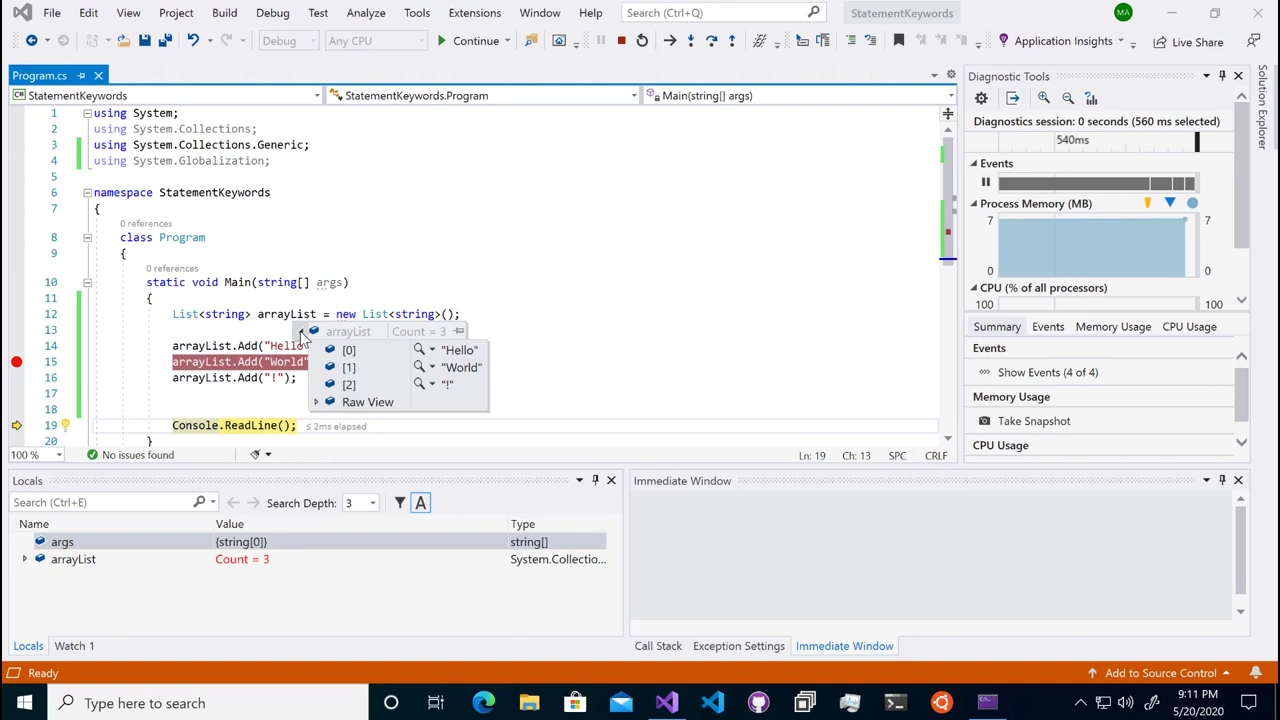 File Edit View Project Build Debug Test Analyze Tools Extensions Window Help Search (Ctrl+Q) StatementKeywords MA
Debug Any CPU Continue Application Insights Live Share
Program.cs
StatementKeywords StatementKeywords.Program Main(string[] args)
1 using System;
2 using System.Collections;
3 using System.Collections.Generic;
4 using System.Globalization;
5
6 namespace StatementKeywords
7 {
0 references
8 class Program
9 {
0 references
10 static void Main(string[] args)
11 {
12 List<string> arrayList = new List<string>();
13 arrayList Count = 3
14 arrayList.Add("Hello
[0] "Hello"
15 arrayList.Add("World"
[1] "World"
16 arrayList.Add("!");
[2] "!"
17
Raw View
18
19 Console.ReadLine(); ≤ 2ms elapsed
20 }
100 % No issues found Ln: 19 Ch: 13 SPC CRLF
Diagnostic Tools
Diagnostics session: 0 seconds (560 ms selected)
540ms
Events
Process Memory (MB)
7 7
0 0
CPU (% of all processors)
100 100
Summary Events Memory Usage CPU Usage
Events
Show Events (4 of 4)
Memory Usage
Take Snapshot
CPU Usage
Solution Explorer
Locals
Search (Ctrl+E) Search Depth: 3 A
Name Value Type
args {string[0]} string[]
arrayList Count = 3 System.Collectio...
Locals Watch 1
Immediate Window
Call Stack Exception Settings Immediate Window
Ready Add to Source Control
Type here to search
9:11 PM
5/20/2020